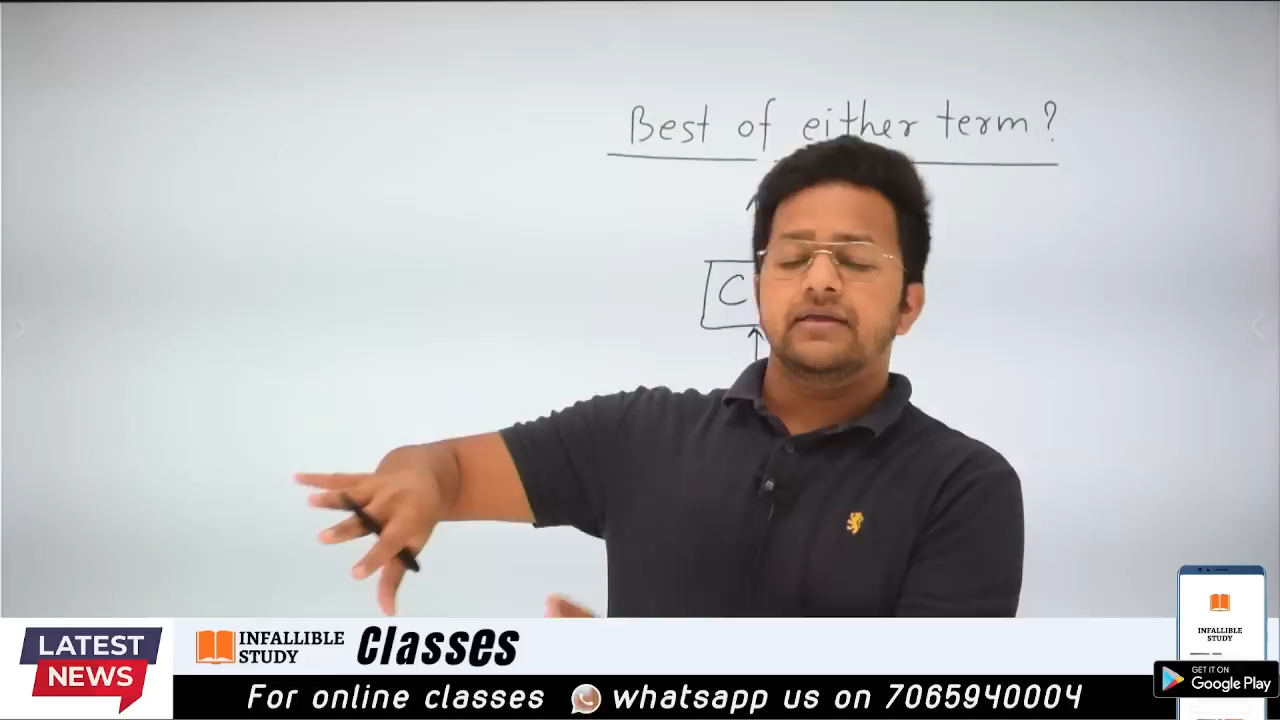 Best of either term?
C
LATEST
NEWS
INFALLIBLE
STUDY
Classes
For online classes whatsapp us on 7065940004
INFALLIBLE
STUDY
GET IT ON
Google Play